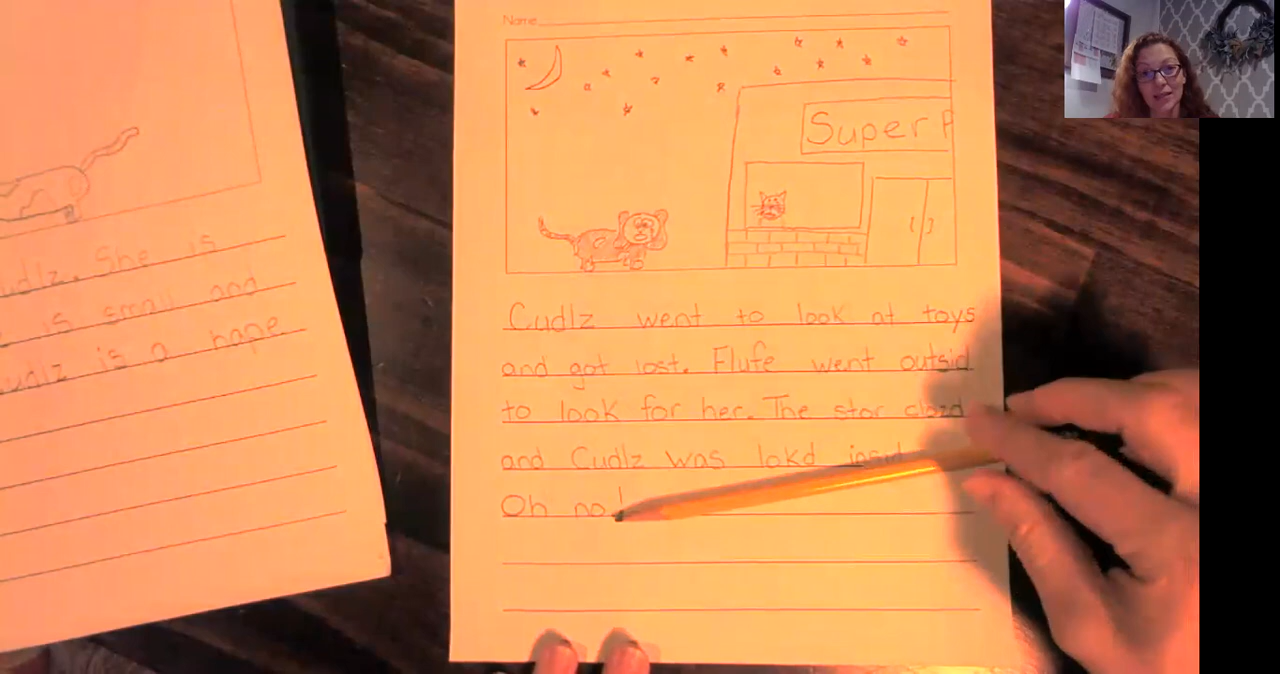 Name
Super P
Cudlz went to look at toys
and got lost. Flufe went outsid
to look for her. The stor clozd
and Cudlz was lokd insid
Oh no!
udlz. She is
is small and
udlz is a hape